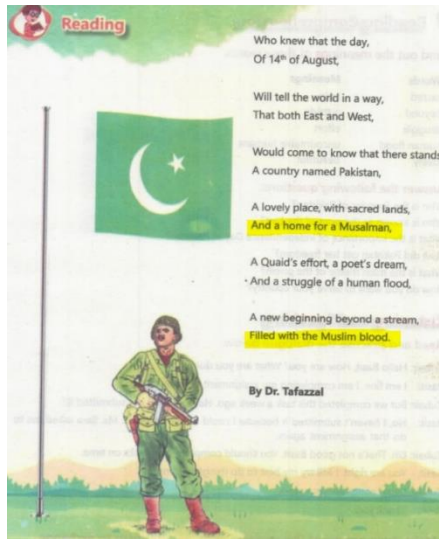 Reading
Who knew that the day,
Of 14th of August,
Will tell the world in a way,
That both East and West,
Would come to know that there stands
A country named Pakistan,
A lovely place, with sacred lands,
And a home for a Musalman,
A Quaid's effort, a poet's dream,
And a struggle of a human flood,
A new beginning beyond a stream,
Filled with the Muslim blood.
By Dr. Tafazzal